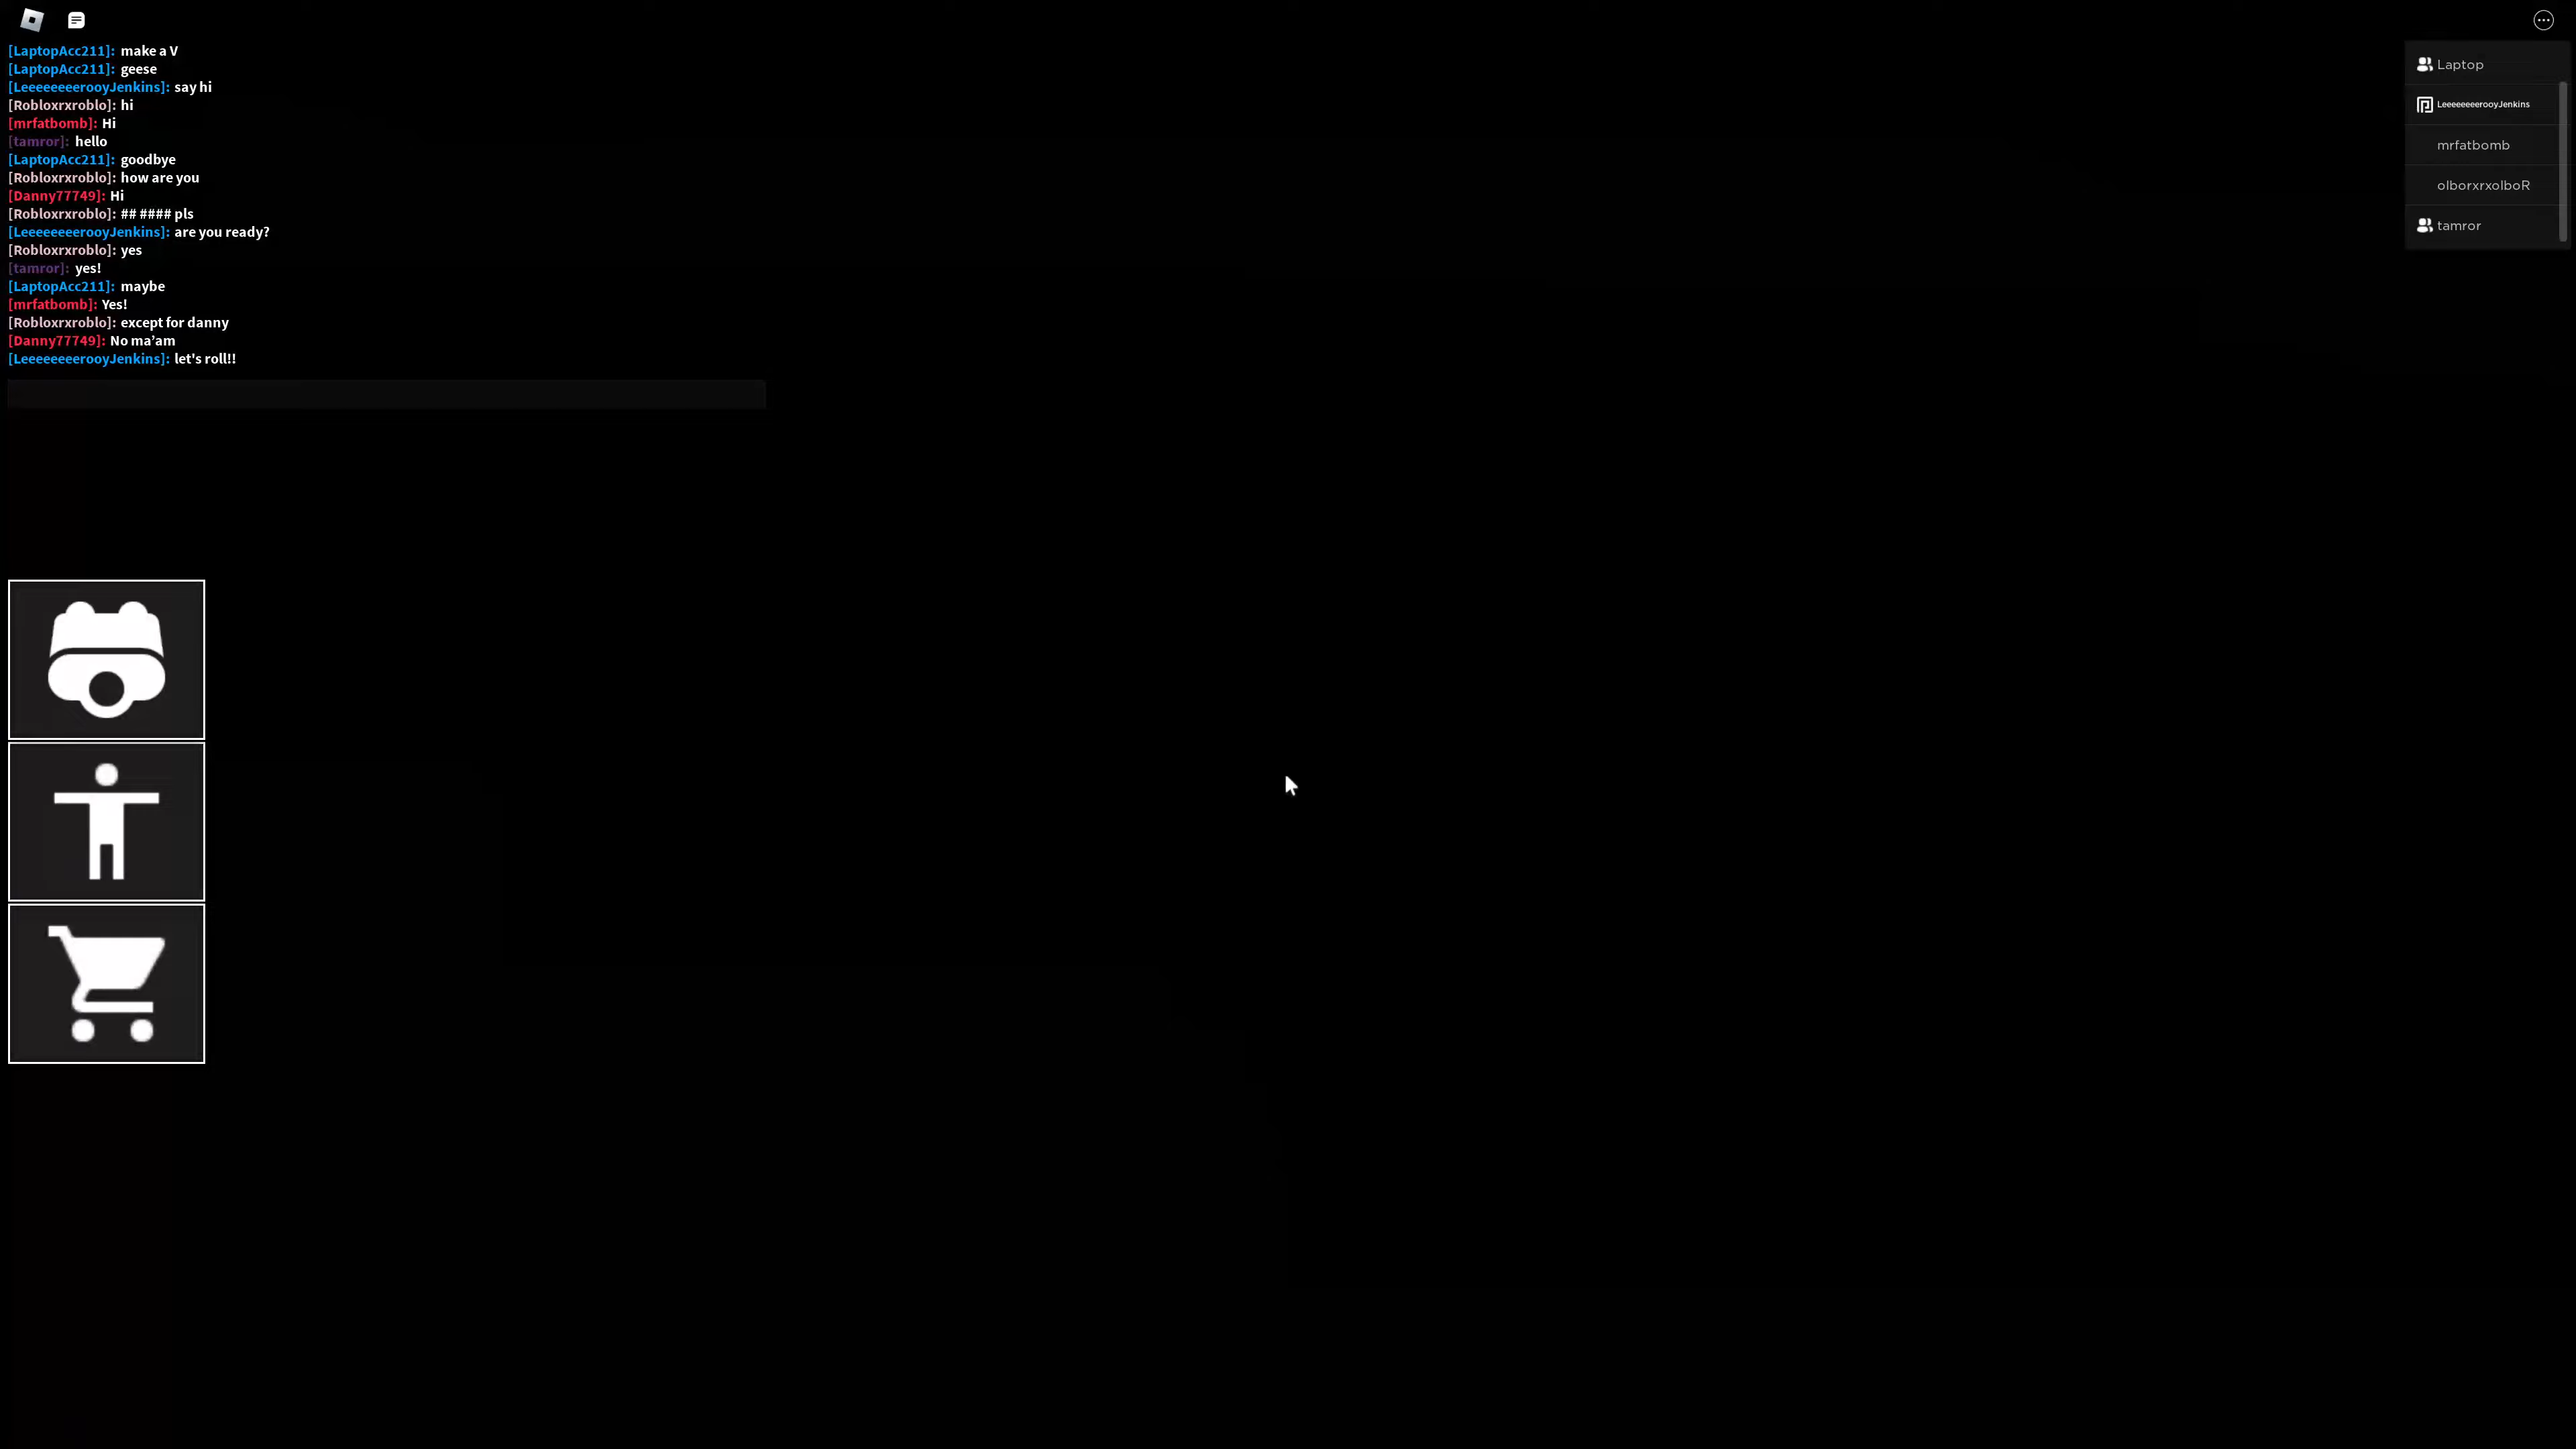 [LaptopAcc211]: make a V
[LaptopAcc211]: geese
[LeeeeeeeerooyJenkins]: say hi
[Robloxrxroblo]: hi
[mrfatbomb]: Hi
[tamror]: hello
[LaptopAcc211]: goodbye
[Robloxrxroblo]: how are you
[Danny77749]: Hi
[Robloxrxroblo]: ## #### pls
[LeeeeeeeerooyJenkins]: are you ready?
[Robloxrxroblo]: yes
[tamror]: yes!
[LaptopAcc211]: maybe
[mrfatbomb]: Yes!
[Robloxrxroblo]: except for danny
[Danny77749]: No ma'am
[LeeeeeeeerooyJenkins]: let's roll!!
Laptop
LeeeeeeeerooyJenkins
mrfatbomb
olborxrxolboR
tamror